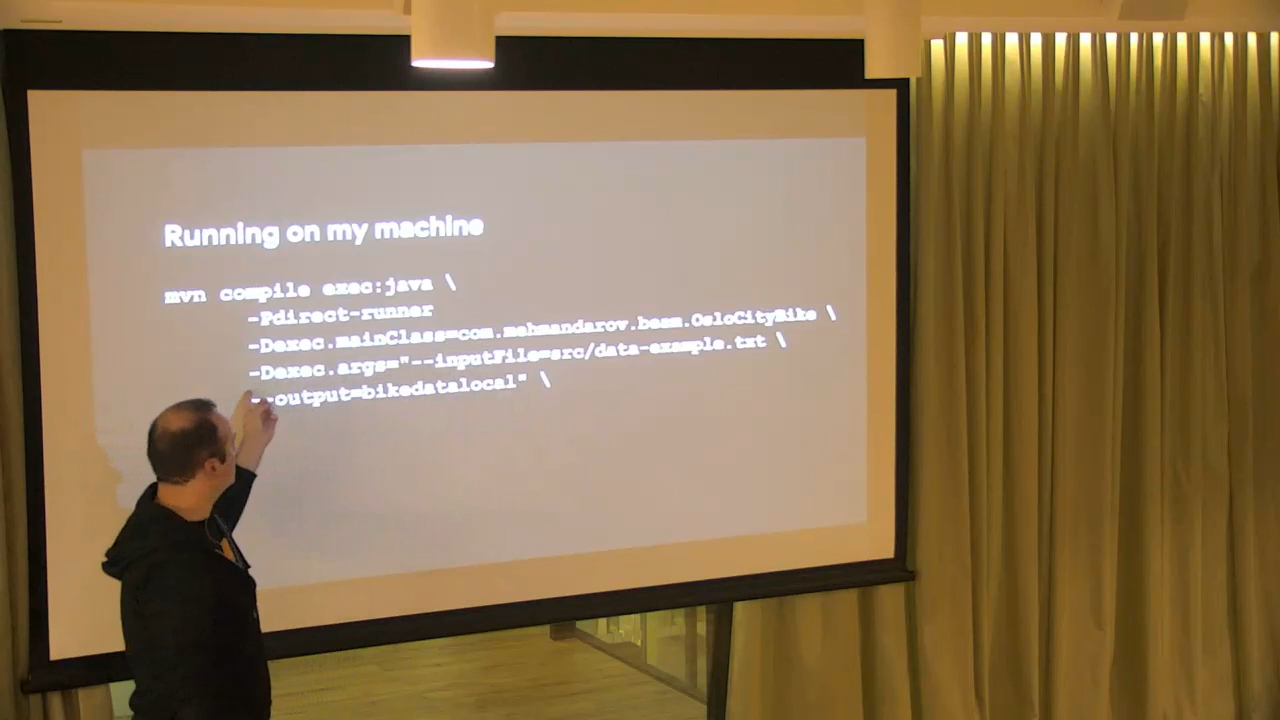 Running on my machine
mvn compile exec:java \
-Pdirect-runner
-Dexec.mainClass=com.mehmandarov.beam.OsloCityBike \
-Dexec.args="--inputFile=src/data-example.txt \
--output=bikedatalocal" \